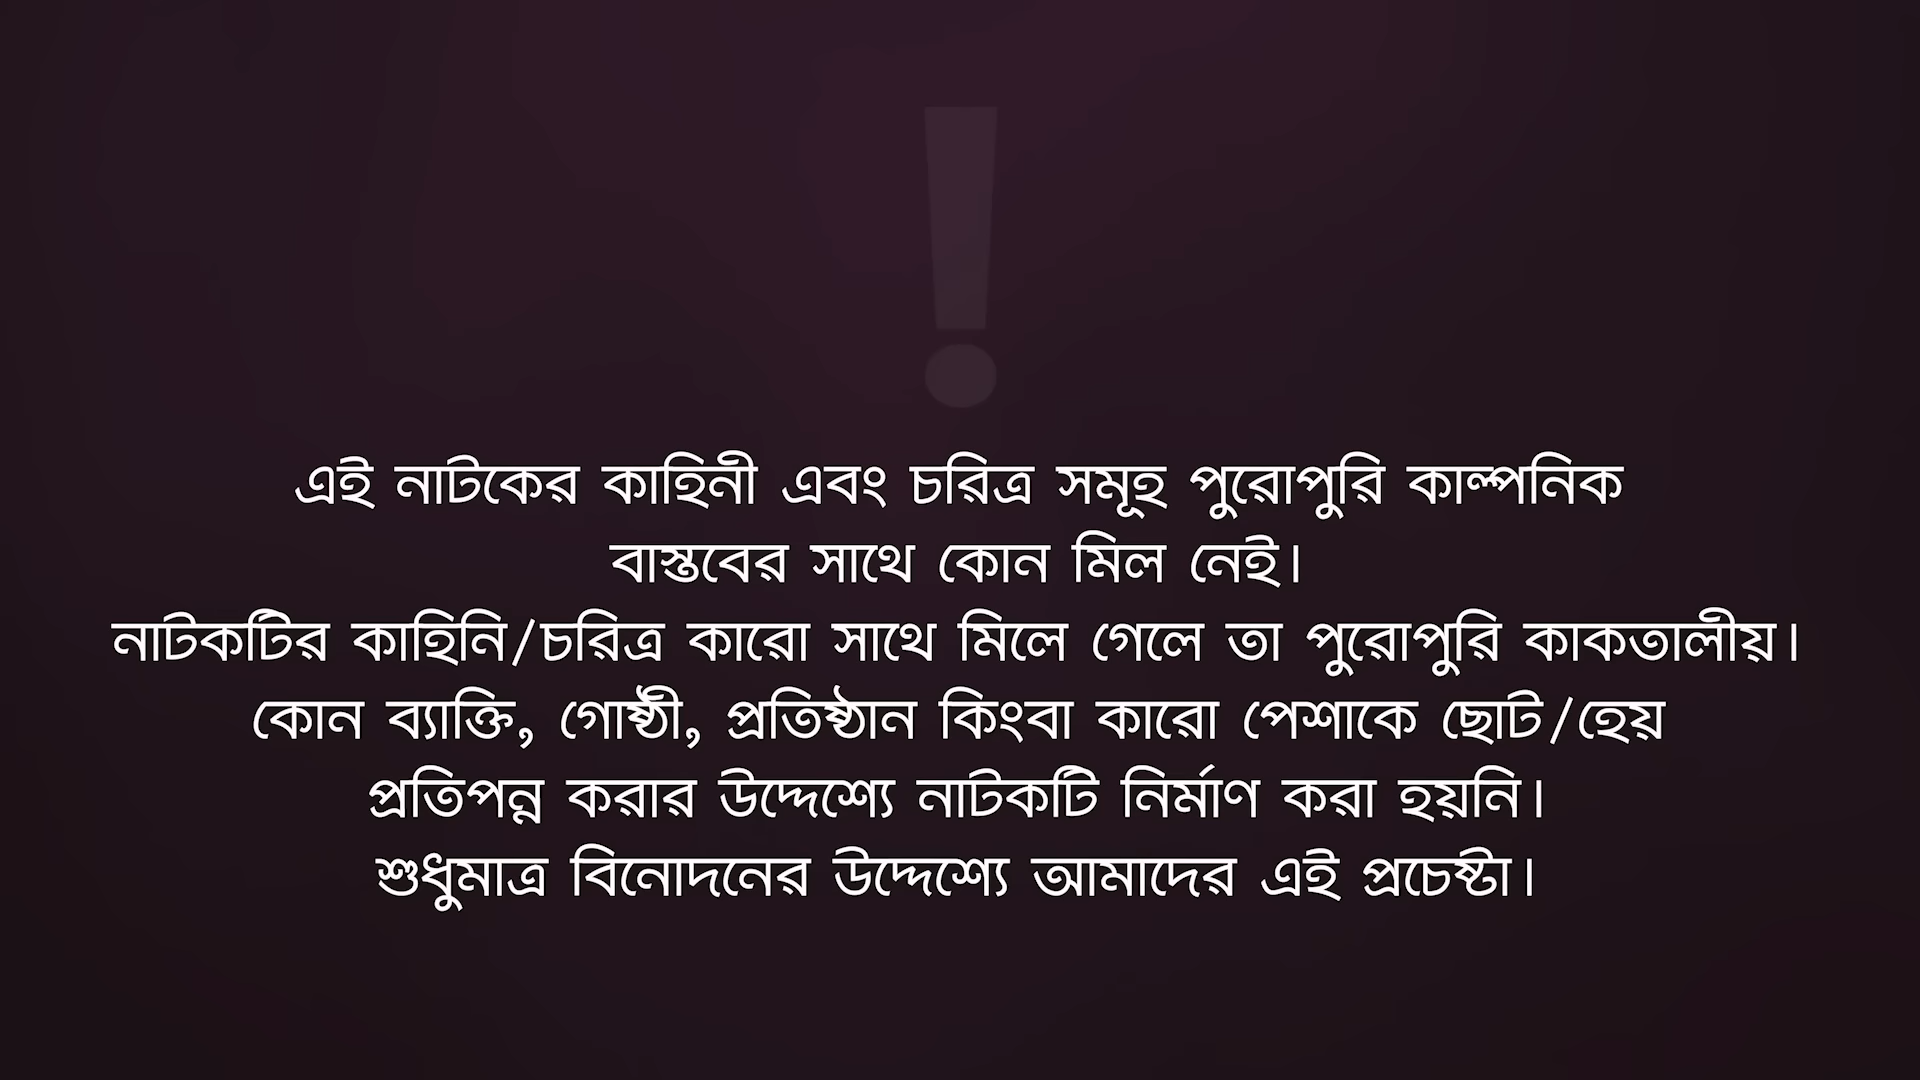 এই নাটকের কাহিনী এবং চরিত্র সমূহ পুরোপুরি কাল্পনিক
বাস্তবের সাথে কোন মিল নেই।
নাটকটির কাহিনি/চরিত্র কারো সাথে মিলে গেলে তা পুরোপুরি কাকতালীয়।
কোন ব্যাক্তি, গোষ্ঠী, প্রতিষ্ঠান কিংবা কারো পেশাকে ছোট/হেয়
প্রতিপন্ন করার উদ্দেশ্যে নাটকটি নির্মাণ করা হয়নি।
শুধুমাত্র বিনোদনের উদ্দেশ্যে আমাদের এই প্রচেষ্টা।